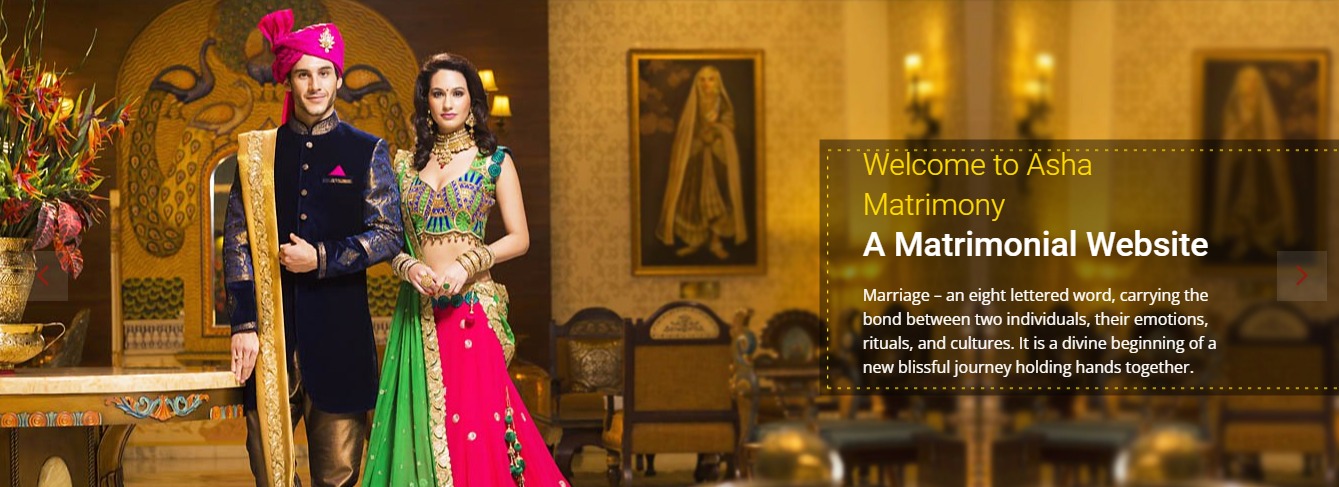 Welcome to Asha
Matrimony
A Matrimonial Website
Marriage – an eight lettered word, carrying the
bond between two individuals, their emotions,
rituals, and cultures. It is a divine beginning of a
new blissful journey holding hands together.